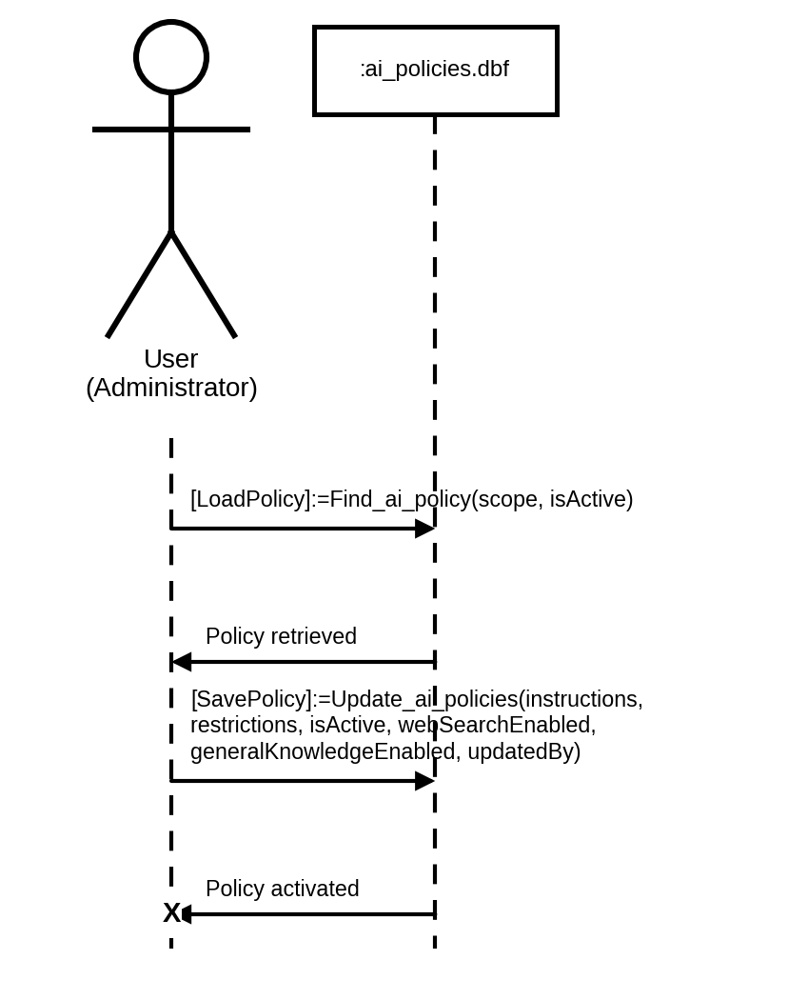 :ai_policies.dbf
User
(Administrator)
[LoadPolicy]:=Find_ai_policy(scope, isActive)
Policy retrieved
[SavePolicy]:=Update_ai_policies(instructions,
restrictions, isActive, webSearchEnabled,
generalKnowledgeEnabled, updatedBy)
Policy activated
X